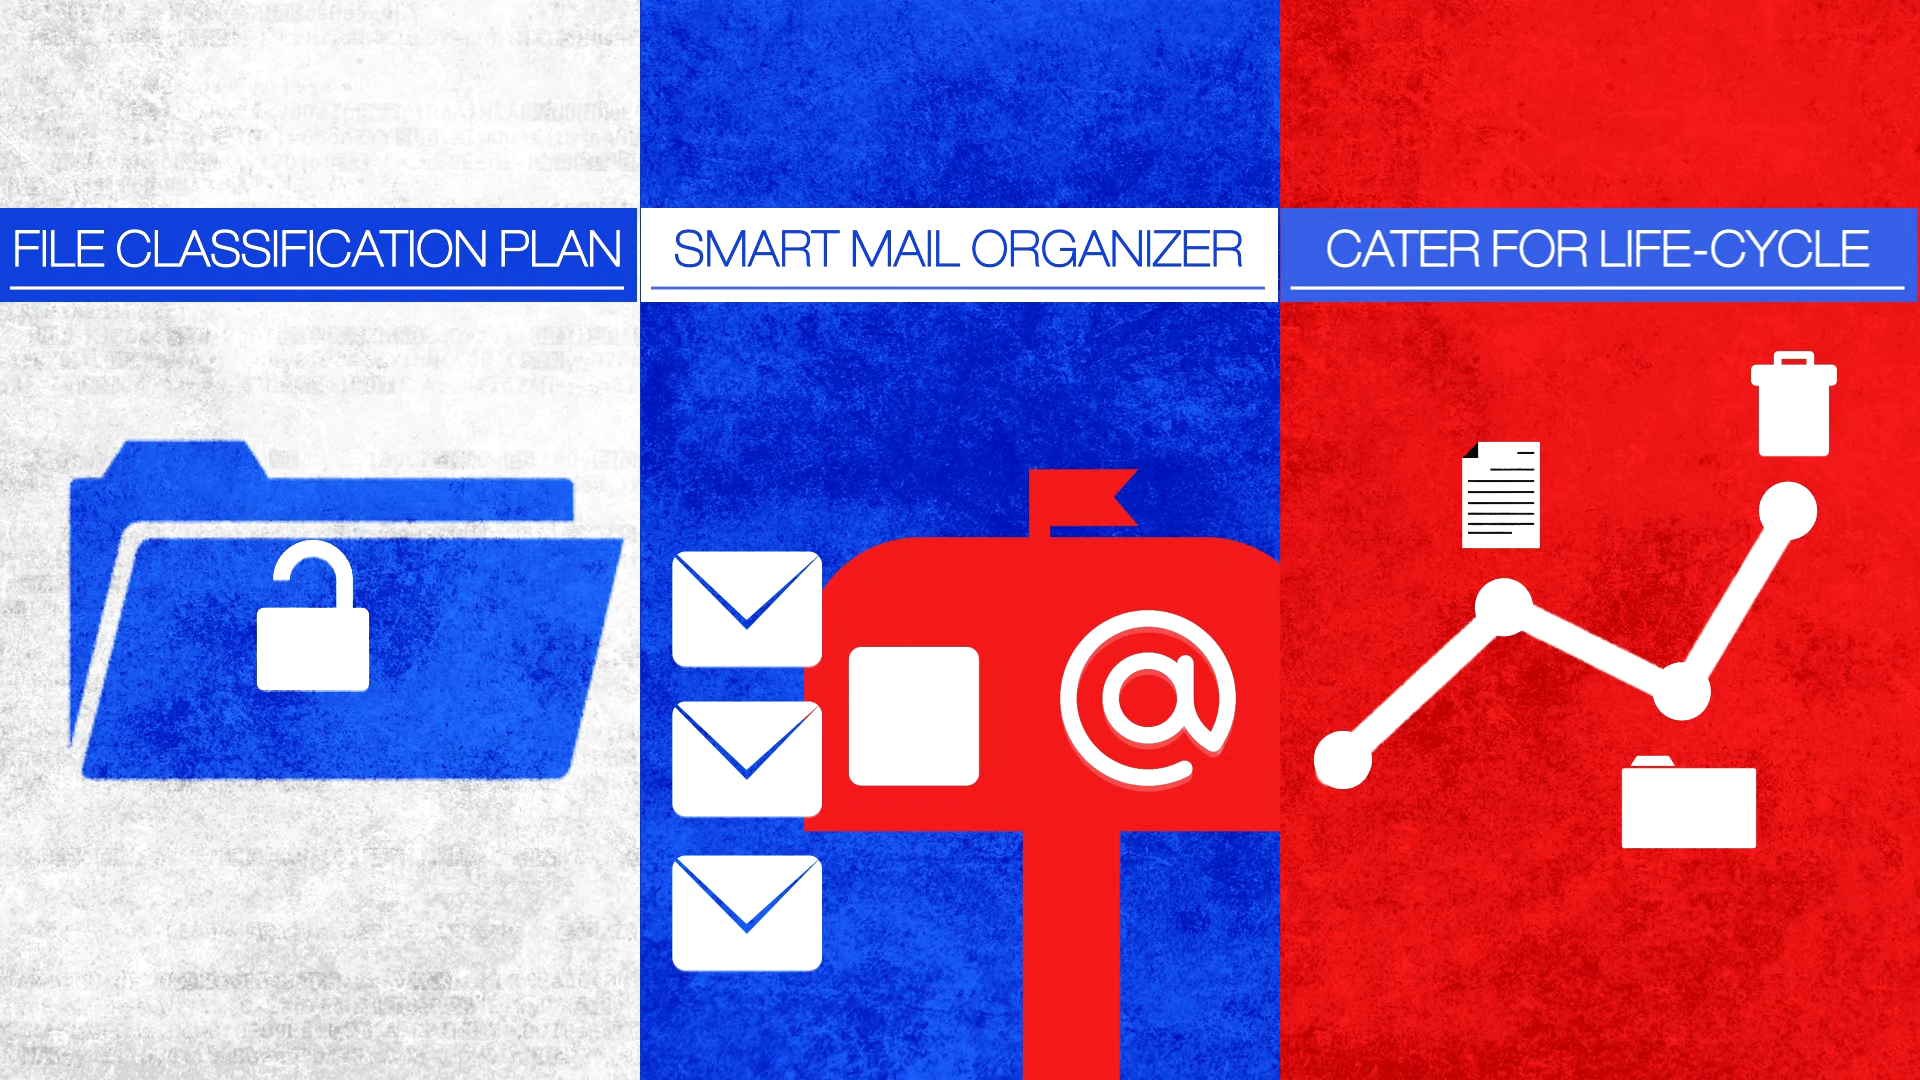 FILE CLASSIFICATION PLAN
SMART MAIL ORGANIZER
CATER FOR LIFE-CYCLE
@